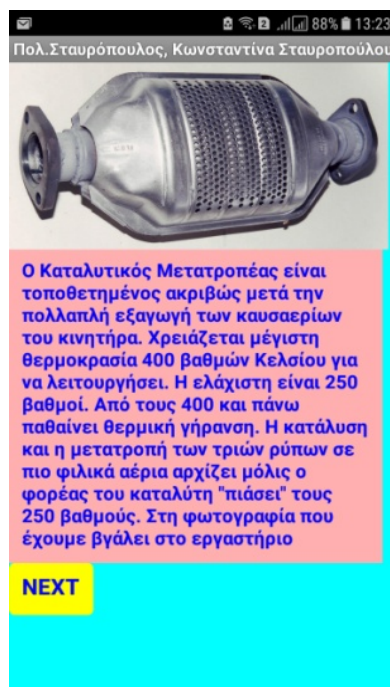 88% 13:23
Πολ.Σταυρόπουλος, Κωνσταντίνα Σταυροπούλου
Ο Καταλυτικός Μετατροπέας είναι
τοποθετημένος ακριβώς μετά την
πολλαπλή εξαγωγή των καυσαερίων
του κινητήρα. Χρειάζεται μέγιστη
θερμοκρασία 400 βαθμών Κελσίου για
να λειτουργήσει. Η ελάχιστη είναι 250
βαθμοί. Από τους 400 και πάνω
παθαίνει θερμική γήρανση. Η κατάλυση
και η μετατροπή των τριών ρύπων σε
πιο φιλικά αέρια αρχίζει μόλις ο
φορέας του καταλύτη "πιάσει" τους
250 βαθμούς. Στη φωτογραφία που
έχουμε βγάλει στο εργαστήριο
NEXT